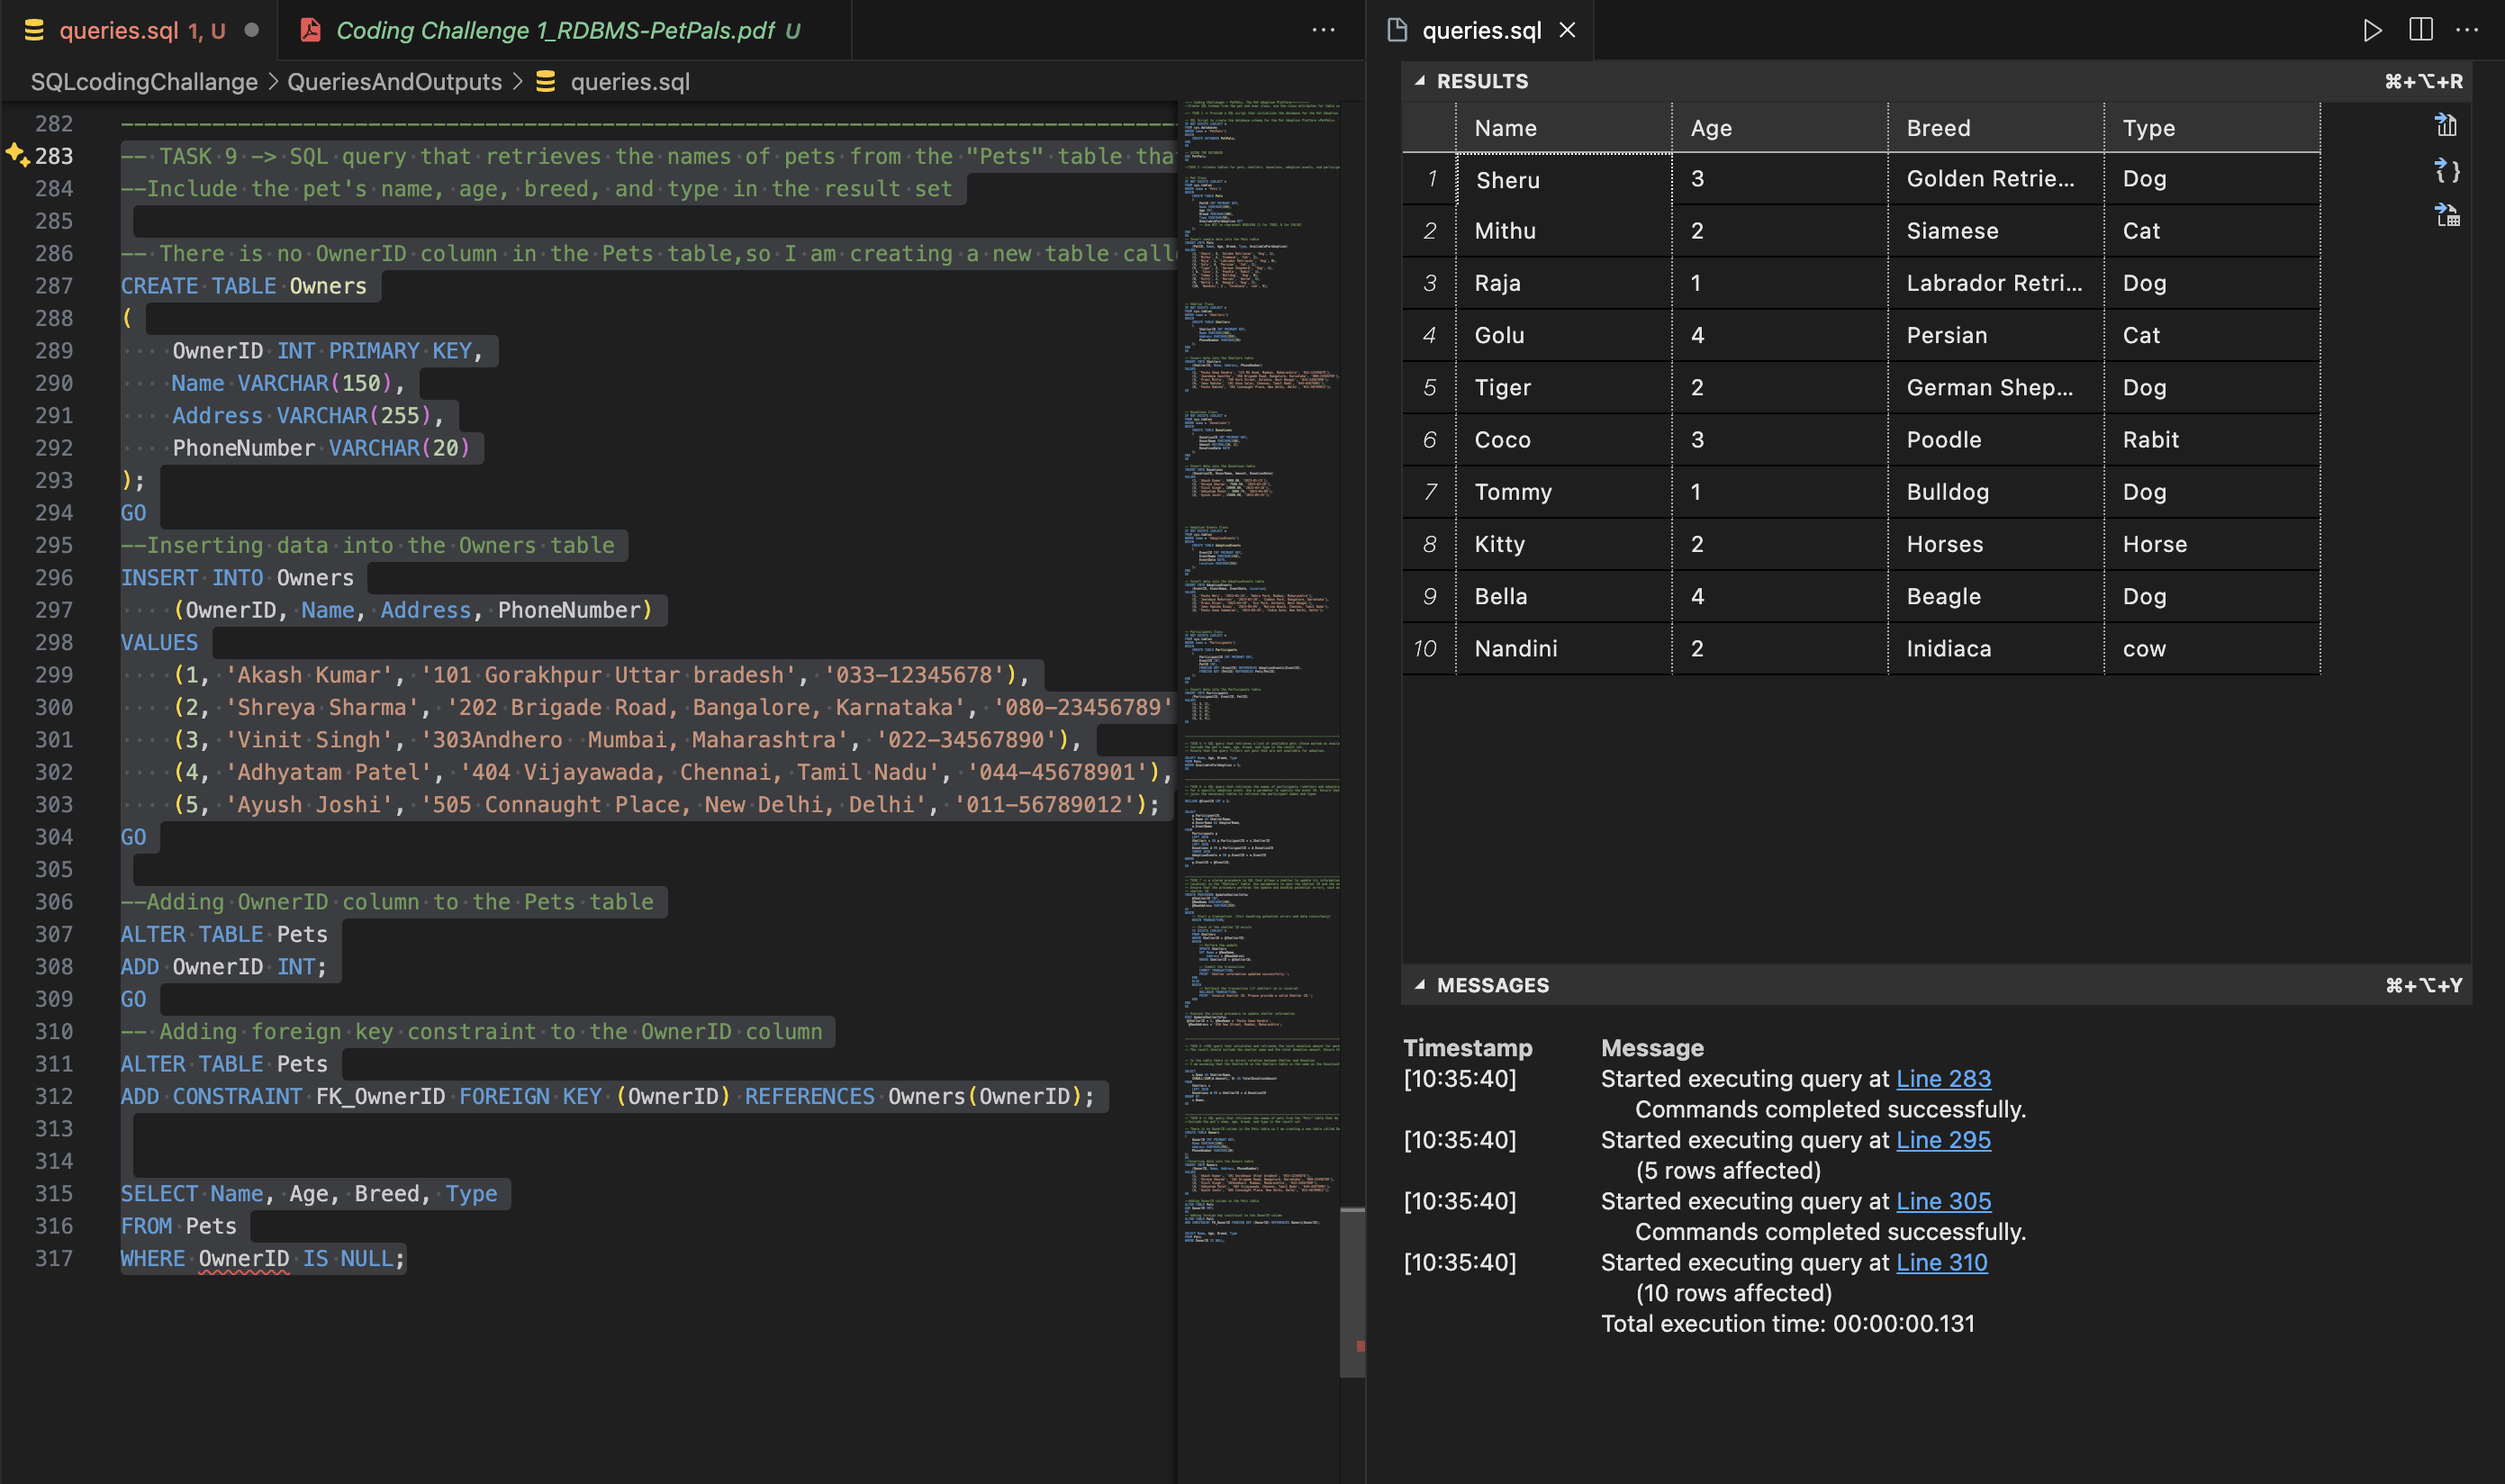 queries.sql 1, U
Coding Challenge 1_RDBMS-PetPals.pdf U
queries.sql
SQLcodingChallange > QueriesAndOutputs > queries.sql
282 --------------------------------------------------------------------------------
283 -- TASK 9 -> SQL query that retrieves the names of pets from the "Pets" table tha
284 --Include the pet's name, age, breed, and type in the result set
285
286 -- There is no OwnerID column in the Pets table,so I am creating a new table call
287 CREATE TABLE Owners
288 (
289 OwnerID INT PRIMARY KEY,
290 Name VARCHAR(150),
291 Address VARCHAR(255),
292 PhoneNumber VARCHAR(20)
293 );
294 GO
295 --Inserting data into the Owners table
296 INSERT INTO Owners
297 (OwnerID, Name, Address, PhoneNumber)
298 VALUES
299 (1, 'Akash Kumar', '101 Gorakhpur Uttar bradesh', '033-12345678'),
300 (2, 'Shreya Sharma', '202 Brigade Road, Bangalore, Karnataka', '080-23456789'
301 (3, 'Vinit Singh', '303Andhero  Mumbai, Maharashtra', '022-34567890'),
302 (4, 'Adhyatam Patel', '404 Vijayawada, Chennai, Tamil Nadu', '044-45678901'),
303 (5, 'Ayush Joshi', '505 Connaught Place, New Delhi, Delhi', '011-56789012');
304 GO
305
306 --Adding OwnerID column to the Pets table
307 ALTER TABLE Pets
308 ADD OwnerID INT;
309 GO
310 -- Adding foreign key constraint to the OwnerID column
311 ALTER TABLE Pets
312 ADD CONSTRAINT FK_OwnerID FOREIGN KEY (OwnerID) REFERENCES Owners(OwnerID);
313
314
315 SELECT Name, Age, Breed, Type
316 FROM Pets
317 WHERE OwnerID IS NULL;
RESULTS ⌘+⌥+R
Name Age Breed Type
1 Sheru 3 Golden Retrie... Dog
2 Mithu 2 Siamese Cat
3 Raja 1 Labrador Retri... Dog
4 Golu 4 Persian Cat
5 Tiger 2 German Shep... Dog
6 Coco 3 Poodle Rabit
7 Tommy 1 Bulldog Dog
8 Kitty 2 Horses Horse
9 Bella 4 Beagle Dog
10 Nandini 2 Inidiaca cow
MESSAGES ⌘+⌥+Y
Timestamp Message
[10:35:40] Started executing query at Line 283
Commands completed successfully.
[10:35:40] Started executing query at Line 295
(5 rows affected)
[10:35:40] Started executing query at Line 305
Commands completed successfully.
[10:35:40] Started executing query at Line 310
(10 rows affected)
Total execution time: 00:00:00.131